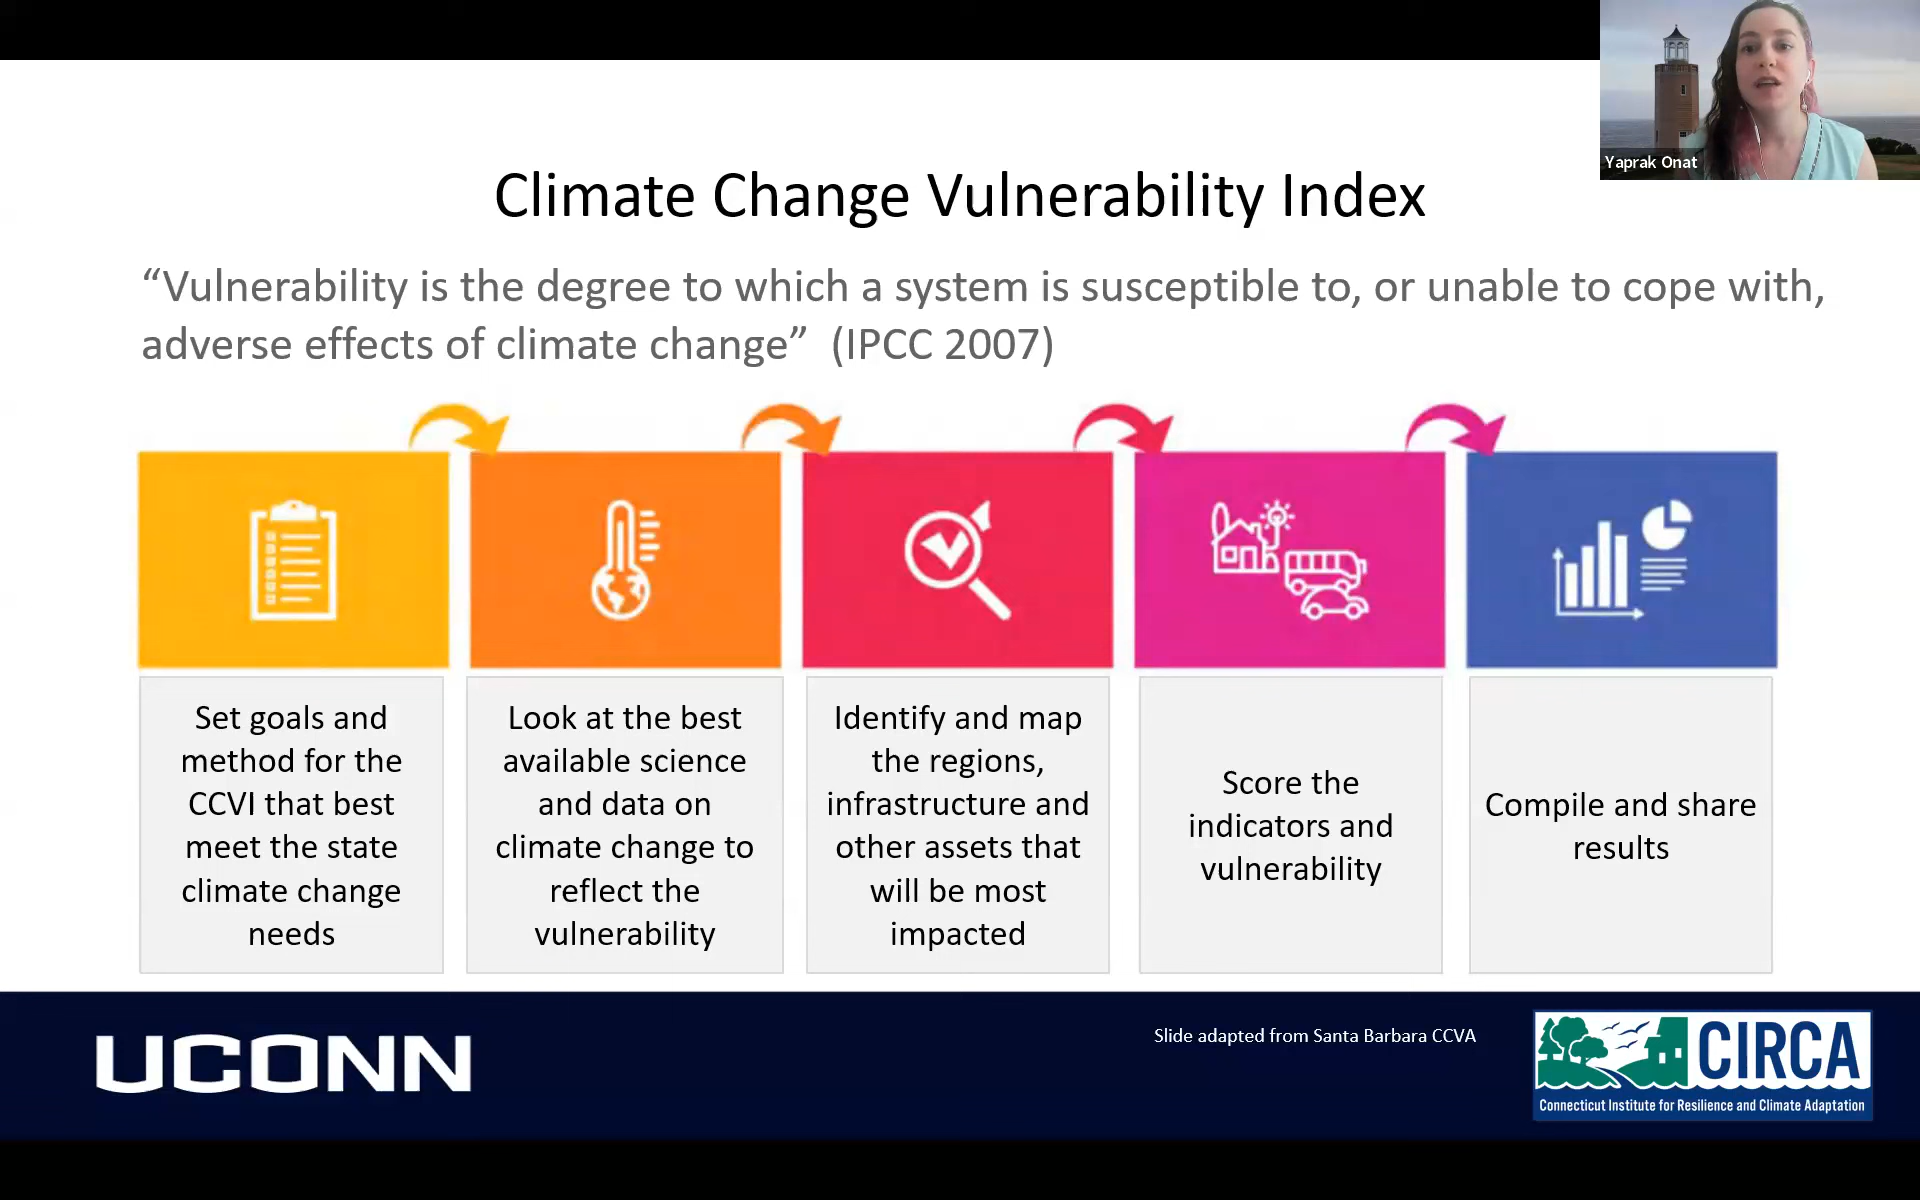 Yaprak Onat
Climate Change Vulnerability Index
“Vulnerability is the degree to which a system is susceptible to, or unable to cope with,
adverse effects of climate change” (IPCC 2007)
Set goals and
method for the
CCVI that best
meet the state
climate change
needs
Look at the best
available science
and data on
climate change to
reflect the
vulnerability
Identify and map
the regions,
infrastructure and
other assets that
will be most
impacted
Score the
indicators and
vulnerability
Compile and share
results
UCONN
Slide adapted from Santa Barbara CCVA
CIRCA
Connecticut Institute for Resilience and Climate Adaptation